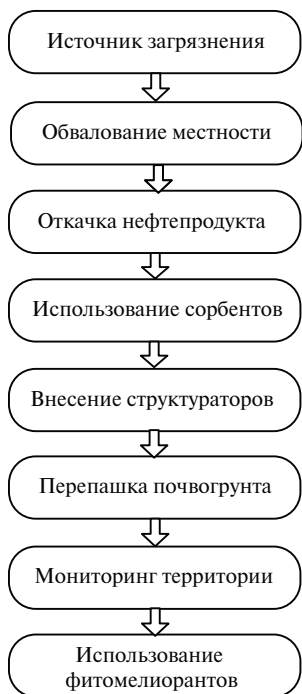 Источник загрязнения
Обвалование местности
Откачка нефтепродукта
Использование сорбентов
Внесение структураторов
Перепашка почвогрунта
Мониторинг территории
Использование
фитомелиорантов